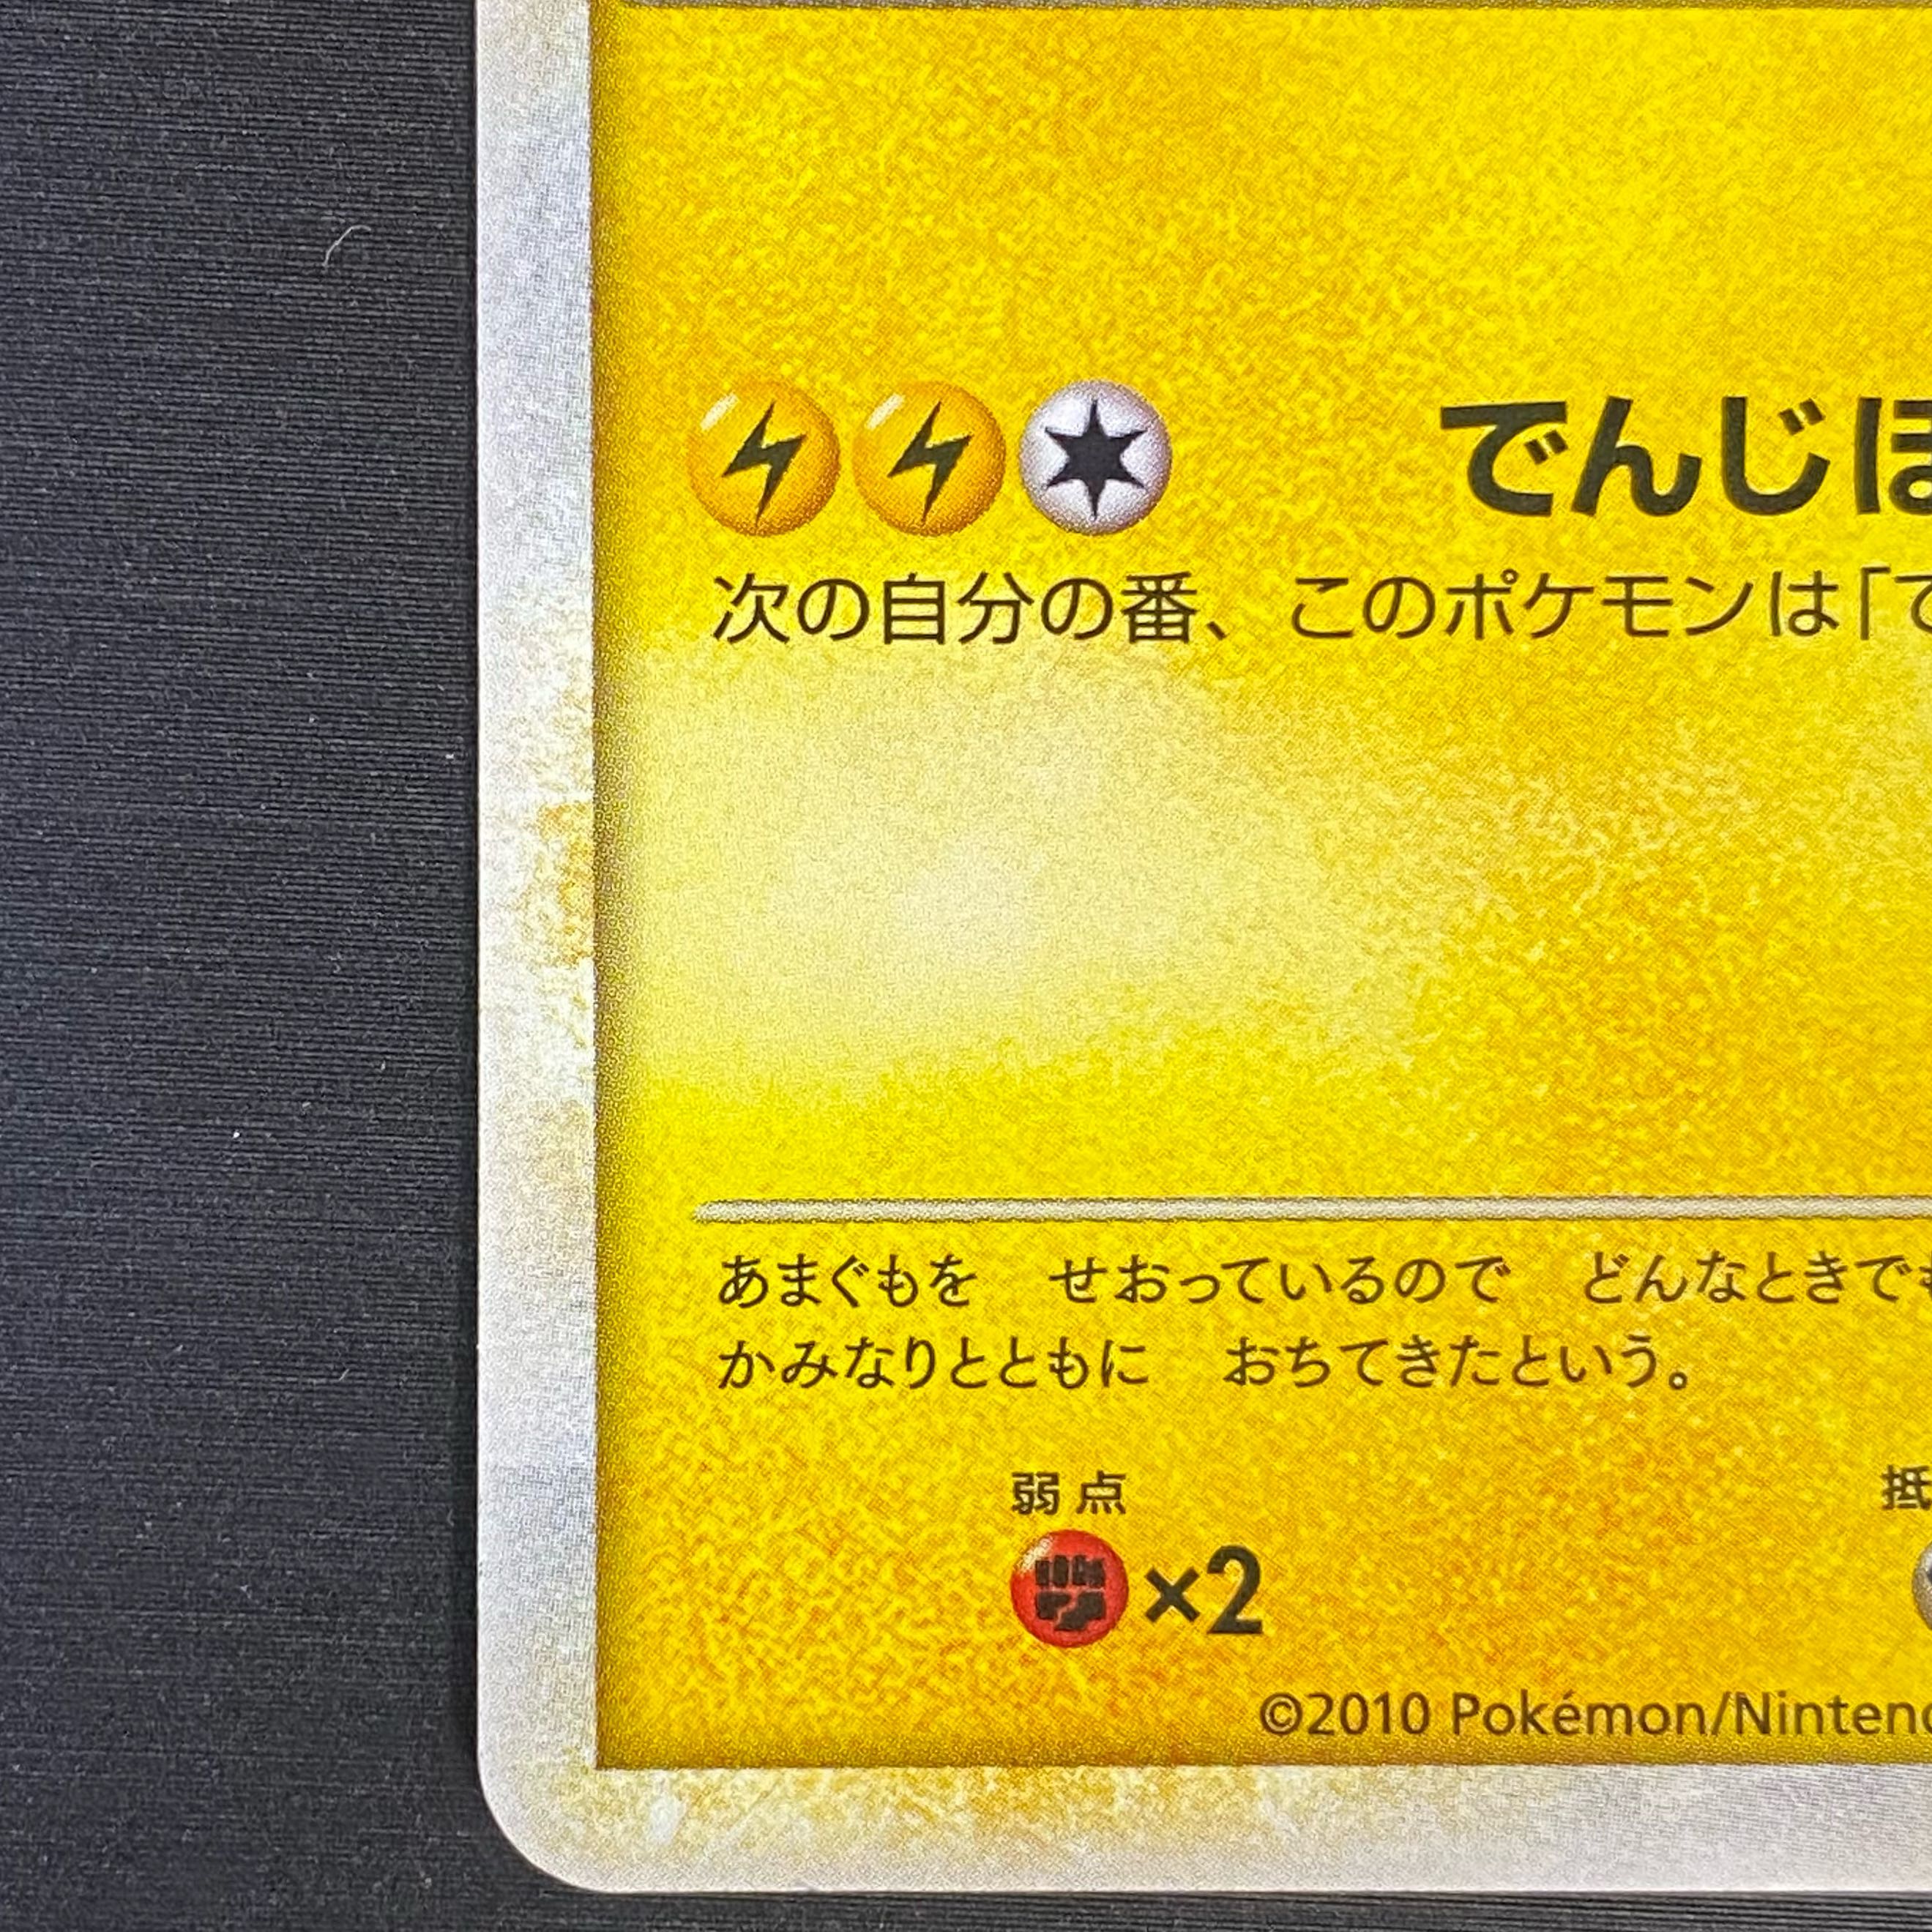 でんじほ
次の自分の番、このポケモンは「て
あまぐもを　せおっているので　どんなときでも
かみなりとともに　おちてきたという。
弱点 抵
×2
©2010 Pokémon/Nintend